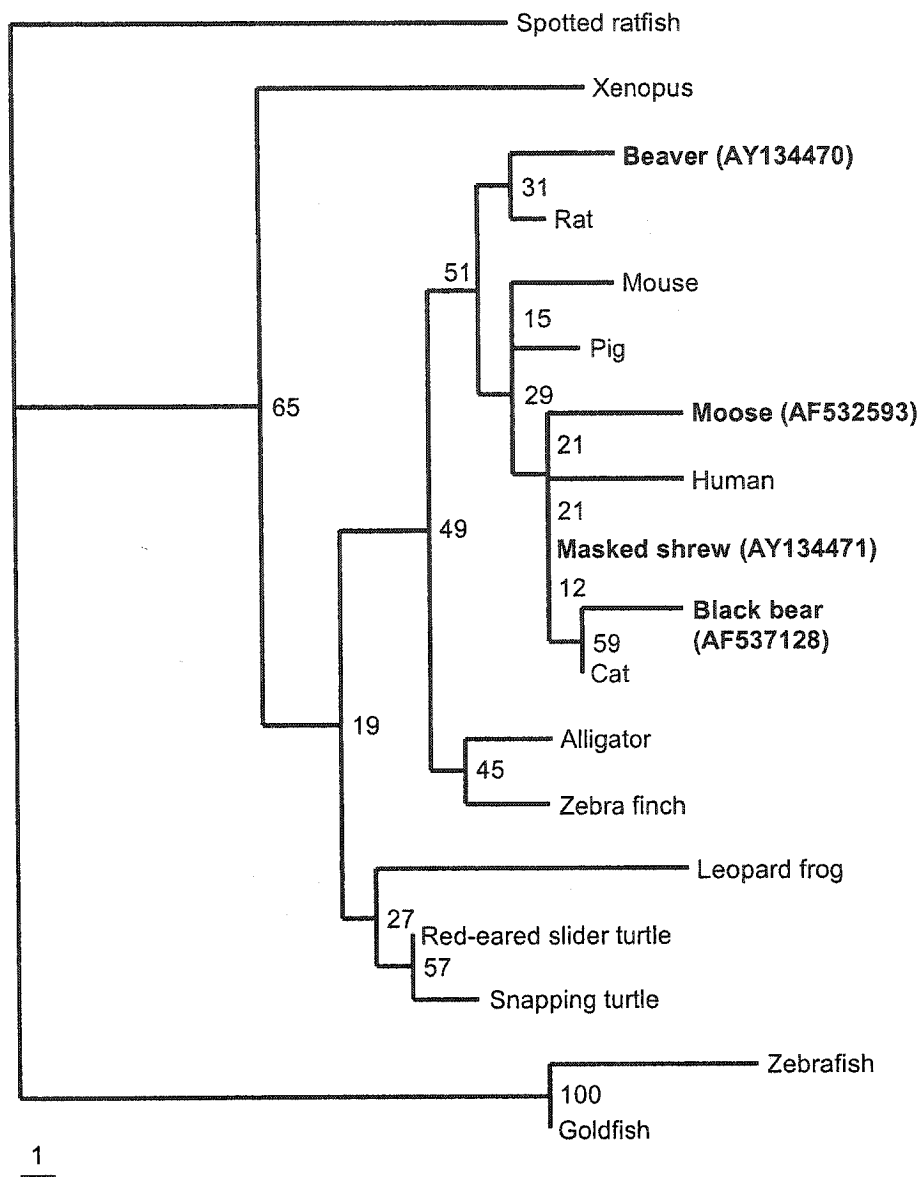 Spotted ratfish
Xenopus
Beaver (AY134470)
31
Rat
51
Mouse
15
Pig
29
Moose (AF532593)
65
21
Human
21
49
Masked shrew (AY134471)
12
Black bear
(AF537128)
59
Cat
19
Alligator
45
Zebra finch
Leopard frog
27
Red-eared slider turtle
57
Snapping turtle
Zebrafish
100
Goldfish
1